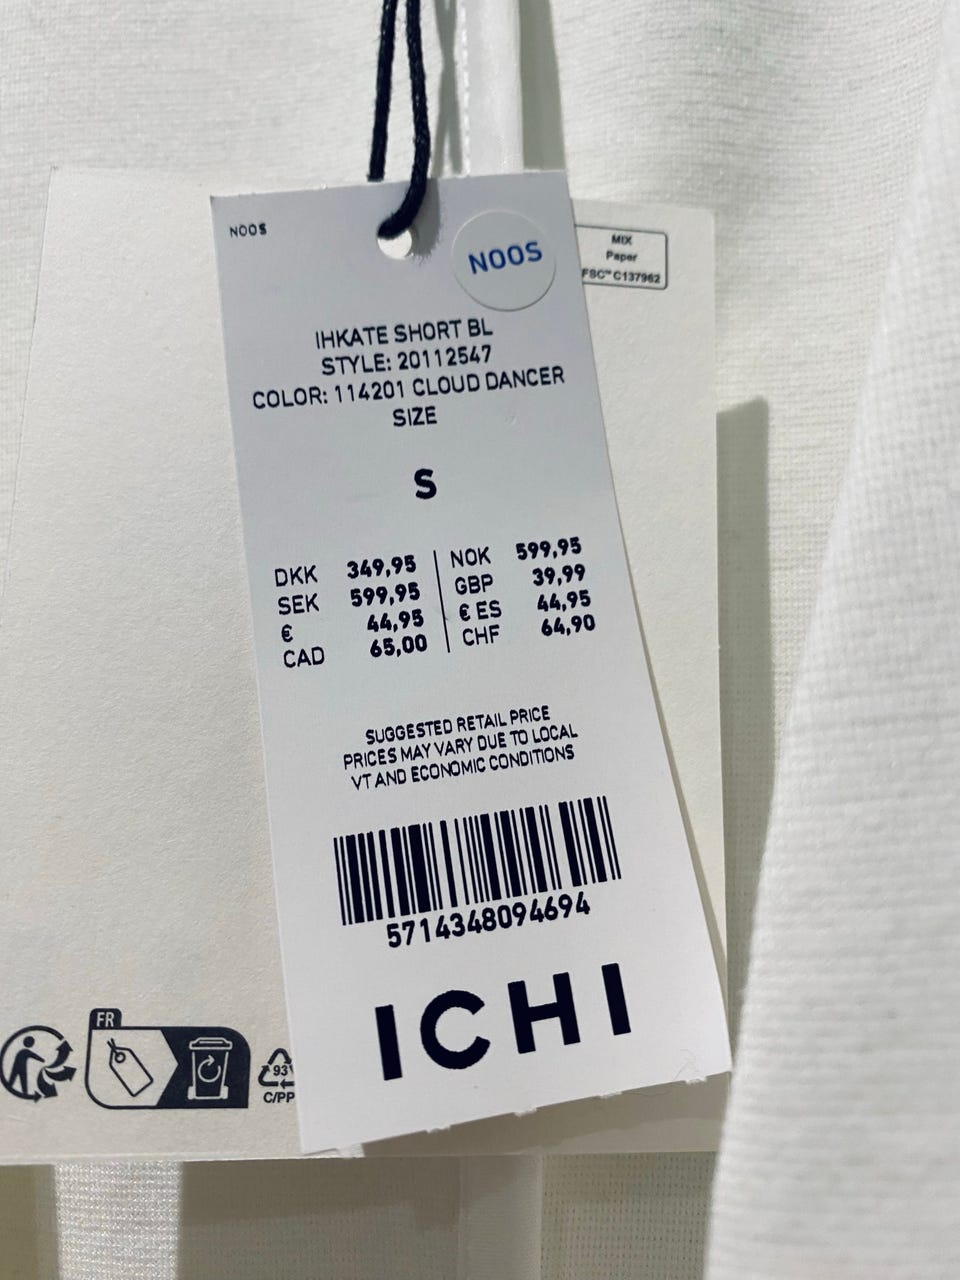 NOOS
NOOS
MIX
Paper
FSC™ C137962
IHKATE SHORT BL
STYLE: 20112547
COLOR: 114201 CLOUD DANCER
SIZE
S
DKK 349,95 NOK 599,95
SEK 599,95 GBP 39,99
€ 44,95 € ES 44,95
CAD 65,00 CHF 64,90
SUGGESTED RETAIL PRICE
PRICES MAY VARY DUE TO LOCAL
VT AND ECONOMIC CONDITIONS
5714348094694
ICHI
FR
93
C/PP